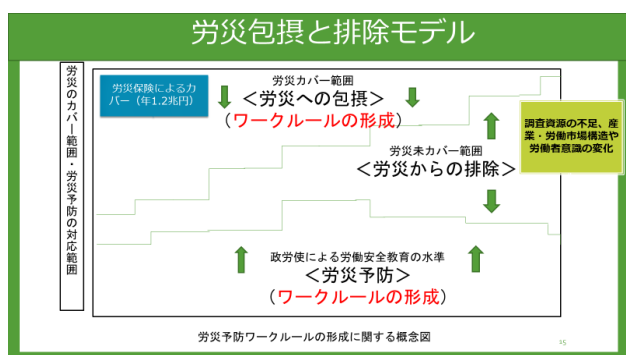 労災包摂と排除モデル
労災のカバー範囲・労災予防の対応範囲
労災保険によるカ
バー（年1.2兆円）
労災カバー範囲
＜労災への包摂＞
（ワークルールの形成）
調査資源の不足、産
業・労働市場構造や
労働者意識の変化
労災未カバー範囲
＜労災からの排除＞
政労使による労働安全教育の水準
＜労災予防＞
（ワークルールの形成）
労災予防ワークルールの形成に関する概念図